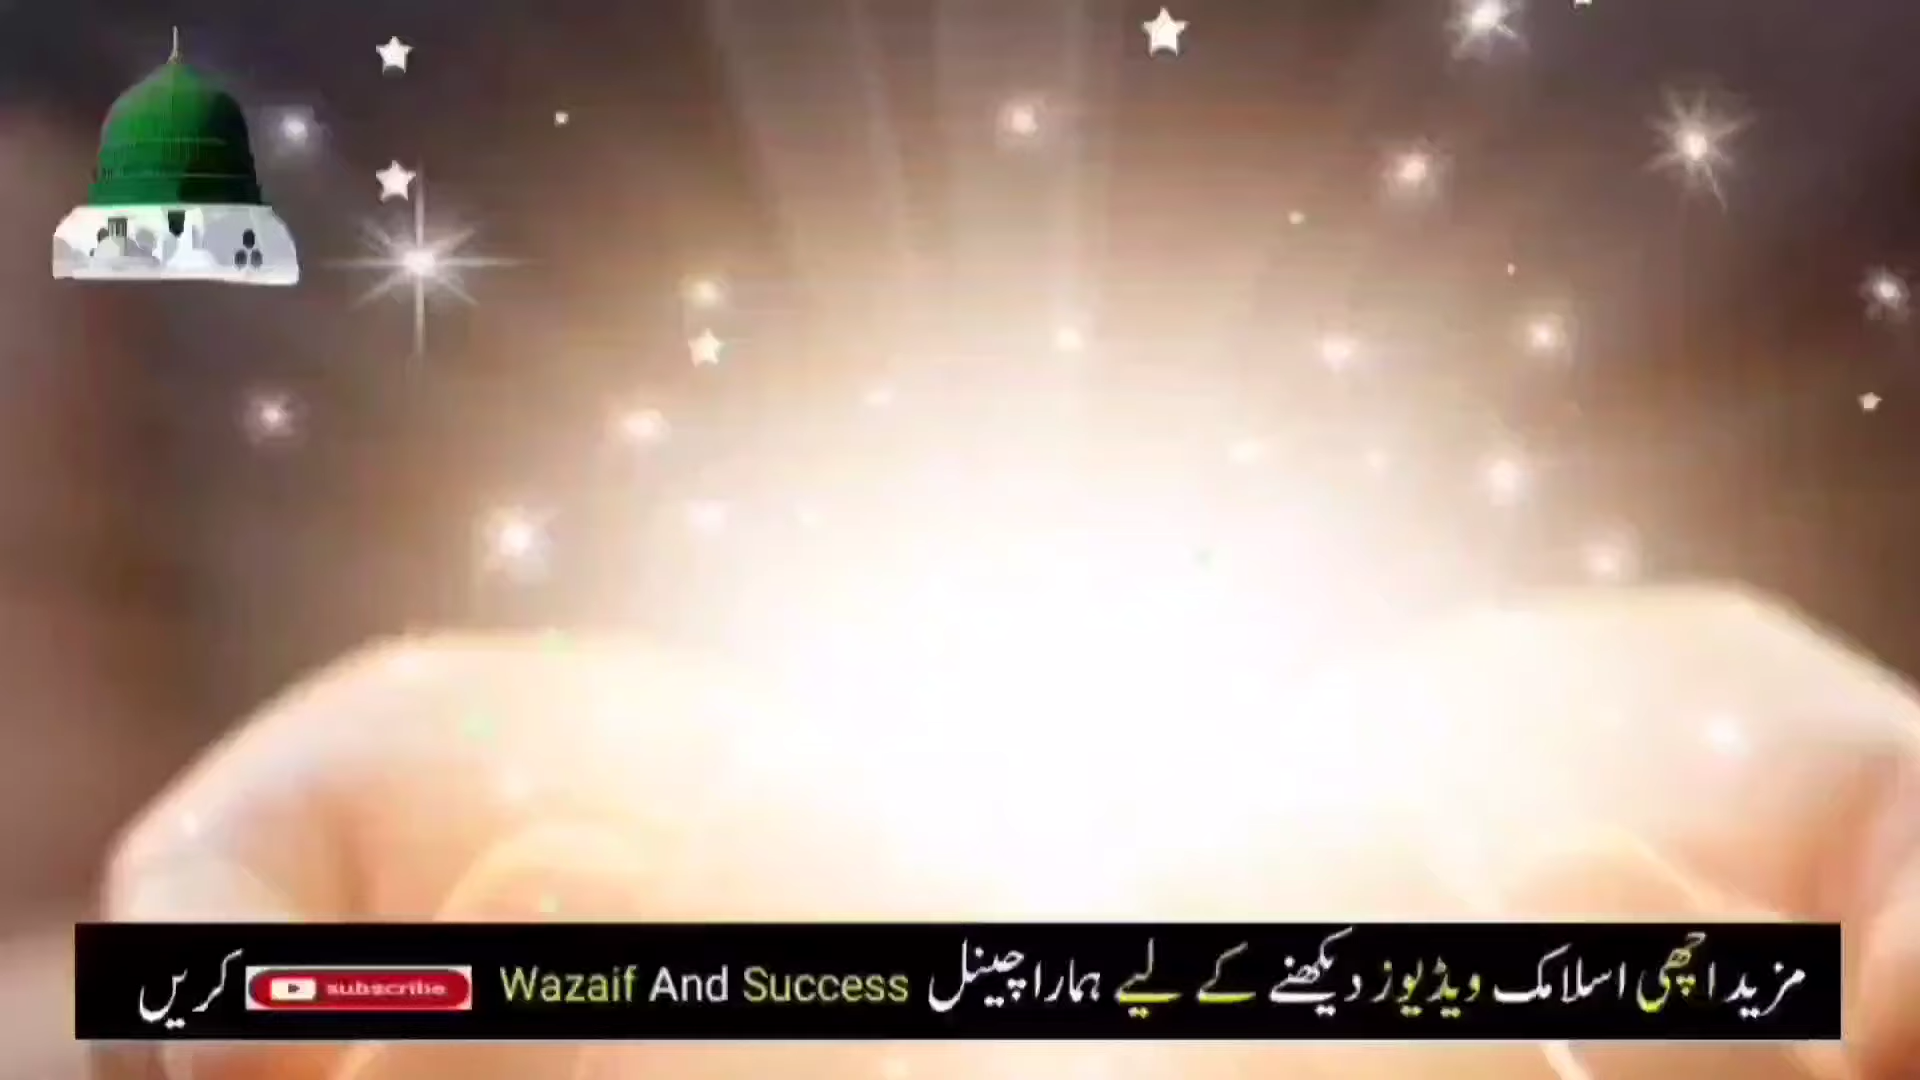 مزید اچھی اسلامک ویڈیوز دیکھنے کے لیے ہمارا چینل Wazaif And Success subscribe کریں